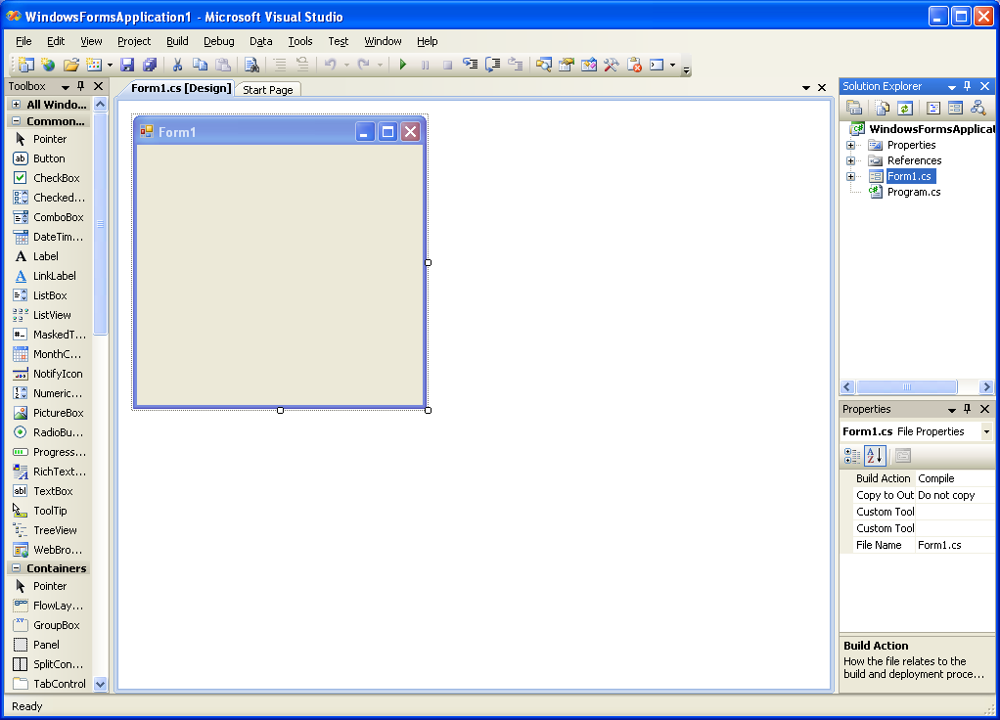 WindowsFormsApplication1 - Microsoft Visual Studio
File Edit View Project Build Debug Data Tools Test Window Help
Toolbox
All Windo...
Common...
Pointer
Button
CheckBox
Checked...
ComboBox
DateTim...
Label
LinkLabel
ListBox
ListView
MaskedT...
MonthC...
NotifyIcon
Numeric...
PictureBox
RadioBu...
Progress...
RichText...
TextBox
ToolTip
TreeView
WebBro...
Containers
Pointer
FlowLay...
GroupBox
Panel
SplitCon...
TabControl
Form1.cs [Design] Start Page
Form1
Solution Explorer
WindowsFormsApplicat
Properties
References
Form1.cs
Program.cs
Properties
Form1.cs File Properties
Build Action Compile
Copy to Out Do not copy
Custom Tool
Custom Tool
File Name Form1.cs
Build Action
How the file relates to the
build and deployment proce...
Ready